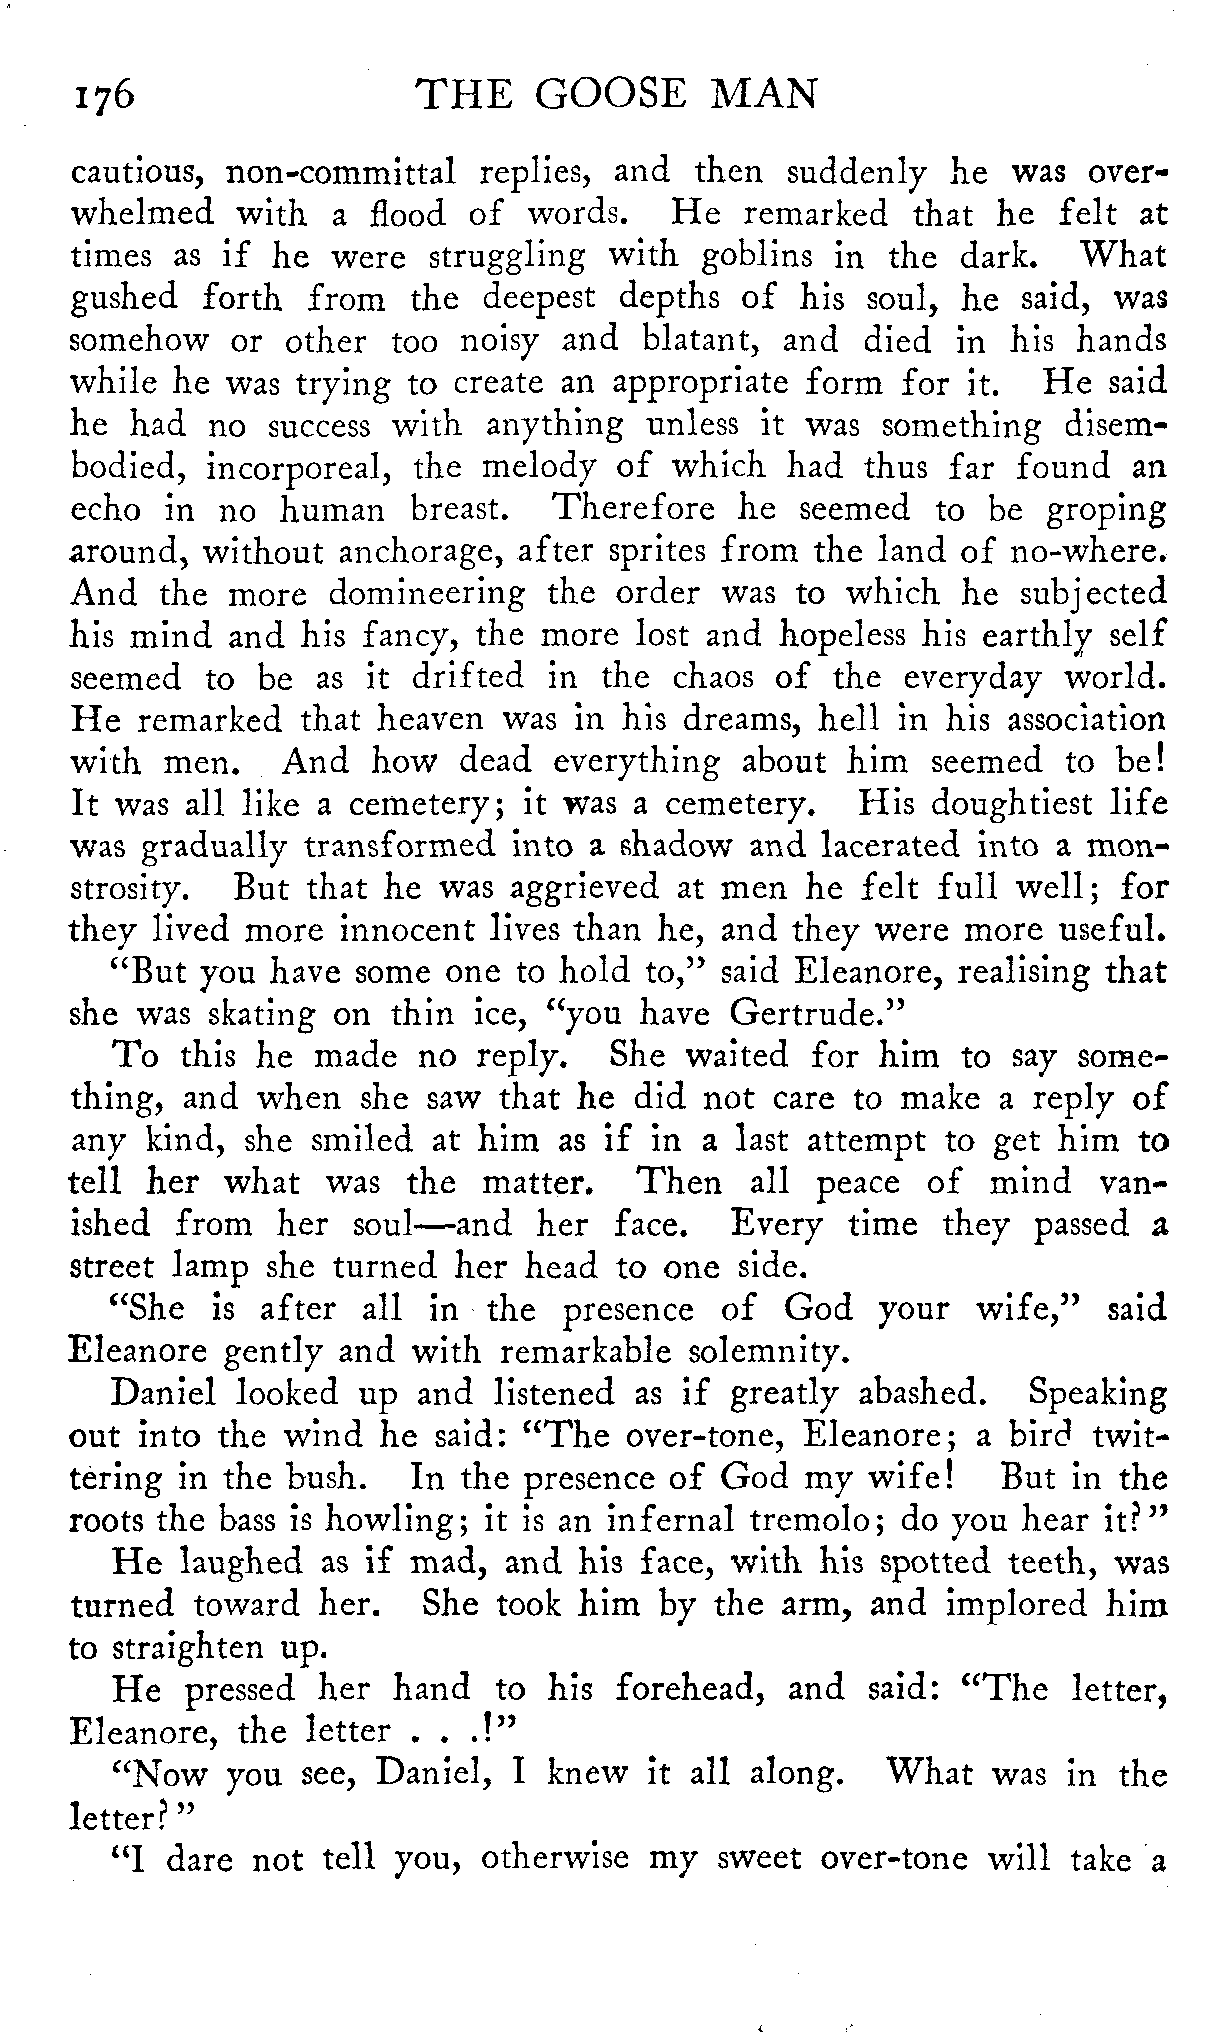 176 THE GOOSE MAN
cautious, non-committal replies, and then suddenly he was over-
whelmed with a flood of words. He remarked that he felt at
times as if he were struggling with goblins in the dark. What
gushed forth from the deepest depths of his soul, he said, was
somehow or other too noisy and blatant, and died in his hands
while he was trying to create an appropriate form for it. He said
he had no success with anything unless it was something disem-
bodied, incorporeal, the melody of which had thus far found an
echo in no human breast. Therefore he seemed to be groping
around, without anchorage, after sprites from the land of no-where.
And the more domineering the order was to which he subjected
his mind and his fancy, the more lost and hopeless his earthly self
seemed to be as it drifted in the chaos of the everyday world.
He remarked that heaven was in his dreams, hell in his association
with men. And how dead everything about him seemed to be!
It was all like a cemetery; it was a cemetery. His doughtiest life
was gradually transformed into a shadow and lacerated into a mon-
strosity. But that he was aggrieved at men he felt full well; for
they lived more innocent lives than he, and they were more useful.
"But you have some one to hold to," said Eleanore, realising that
she was skating on thin ice, "you have Gertrude."
To this he made no reply. She waited for him to say some-
thing, and when she saw that he did not care to make a reply of
any kind, she smiled at him as if in a last attempt to get him to
tell her what was the matter. Then all peace of mind van-
ished from her soul—and her face. Every time they passed a
street lamp she turned her head to one side.
"She is after all in the presence of God your wife," said
Eleanore gently and with remarkable solemnity.
Daniel looked up and listened as if greatly abashed. Speaking
out into the wind he said: "The over-tone, Eleanore; a bird twit-
tering in the bush. In the presence of God my wife! But in the
roots the bass is howling; it is an infernal tremolo; do you hear it?"
He laughed as if mad, and his face, with his spotted teeth, was
turned toward her. She took him by the arm, and implored him
to straighten up.
He pressed her hand to his forehead, and said: "The letter,
Eleanore, the letter . . .!"
"Now you see, Daniel, I knew it all along. What was in the
letter?"
"I dare not tell you, otherwise my sweet over-tone will take a